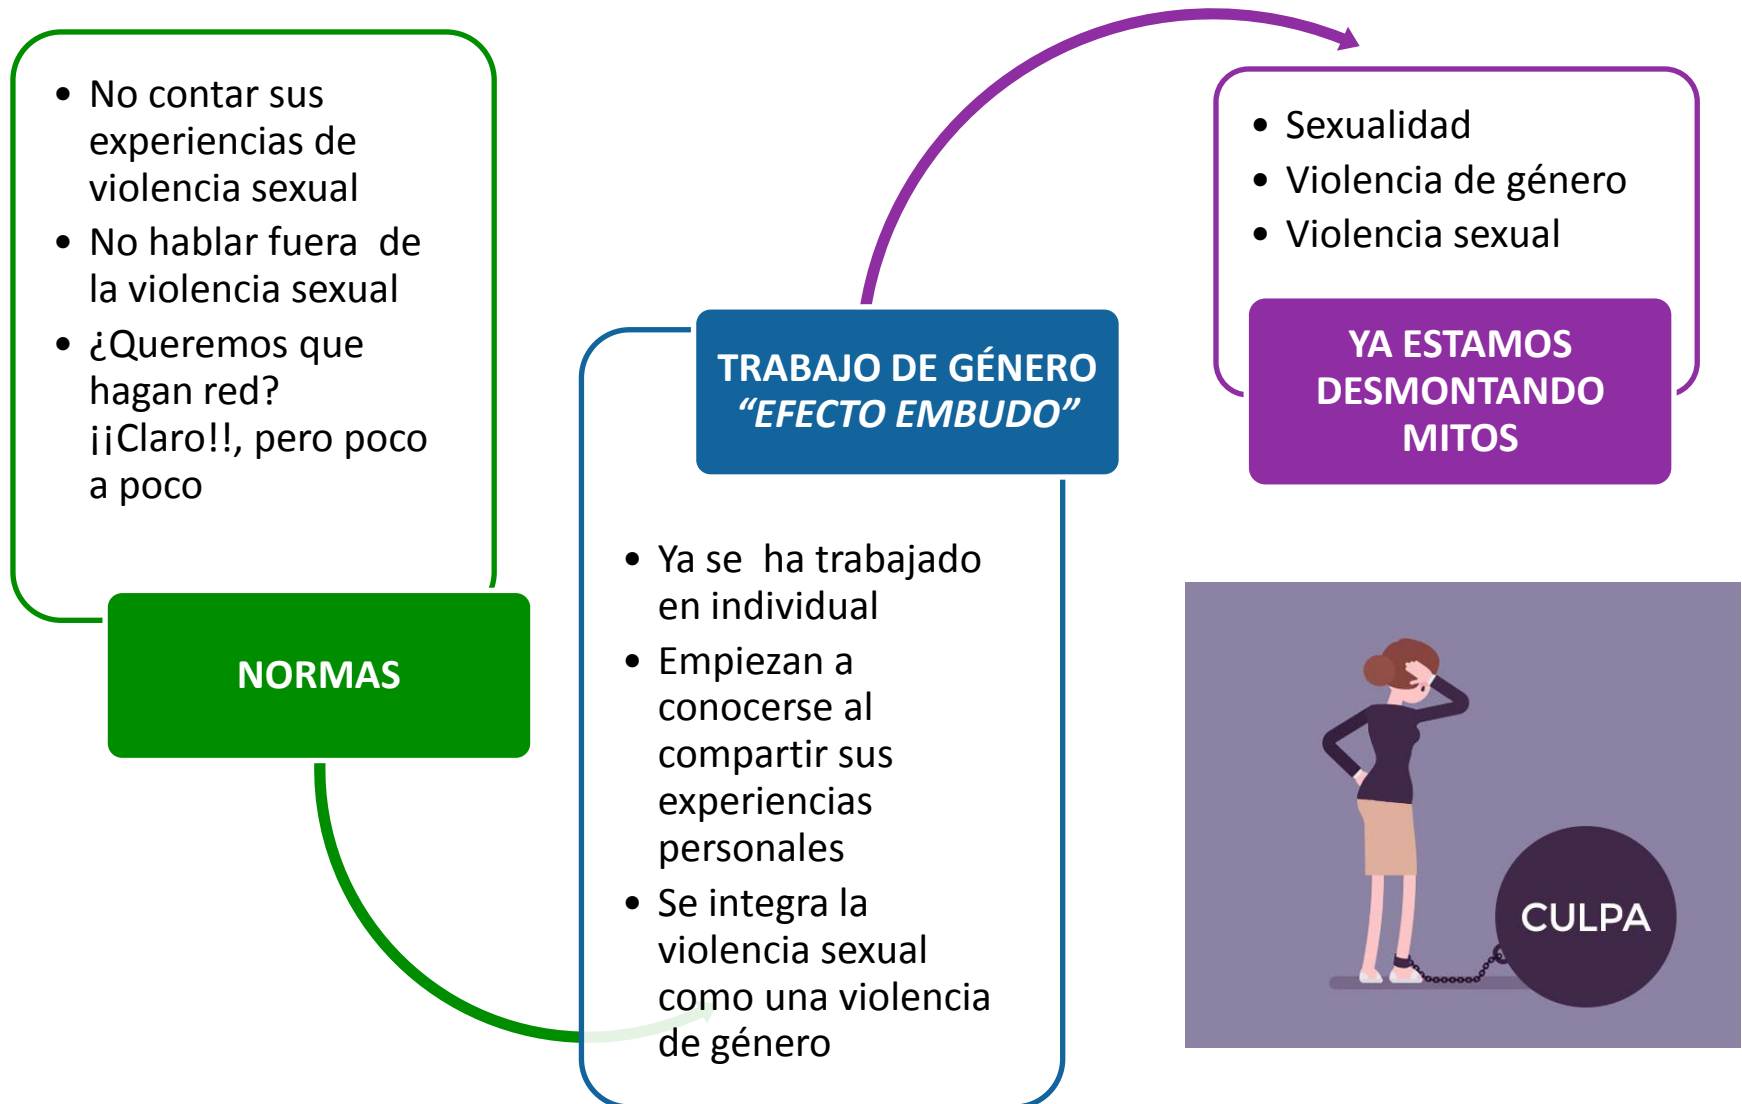 • No contar sus
experiencias de
violencia sexual
• No hablar fuera  de
la violencia sexual
• ¿Queremos que
hagan red?
¡¡Claro!!, pero poco
a poco
NORMAS
TRABAJO DE GÉNERO
“EFECTO EMBUDO”
• Ya se  ha trabajado
en individual
• Empiezan a
conocerse al
compartir sus
experiencias
personales
• Se integra la
violencia sexual
como una violencia
de género
• Sexualidad
• Violencia de género
• Violencia sexual
YA ESTAMOS
DESMONTANDO
MITOS
CULPA